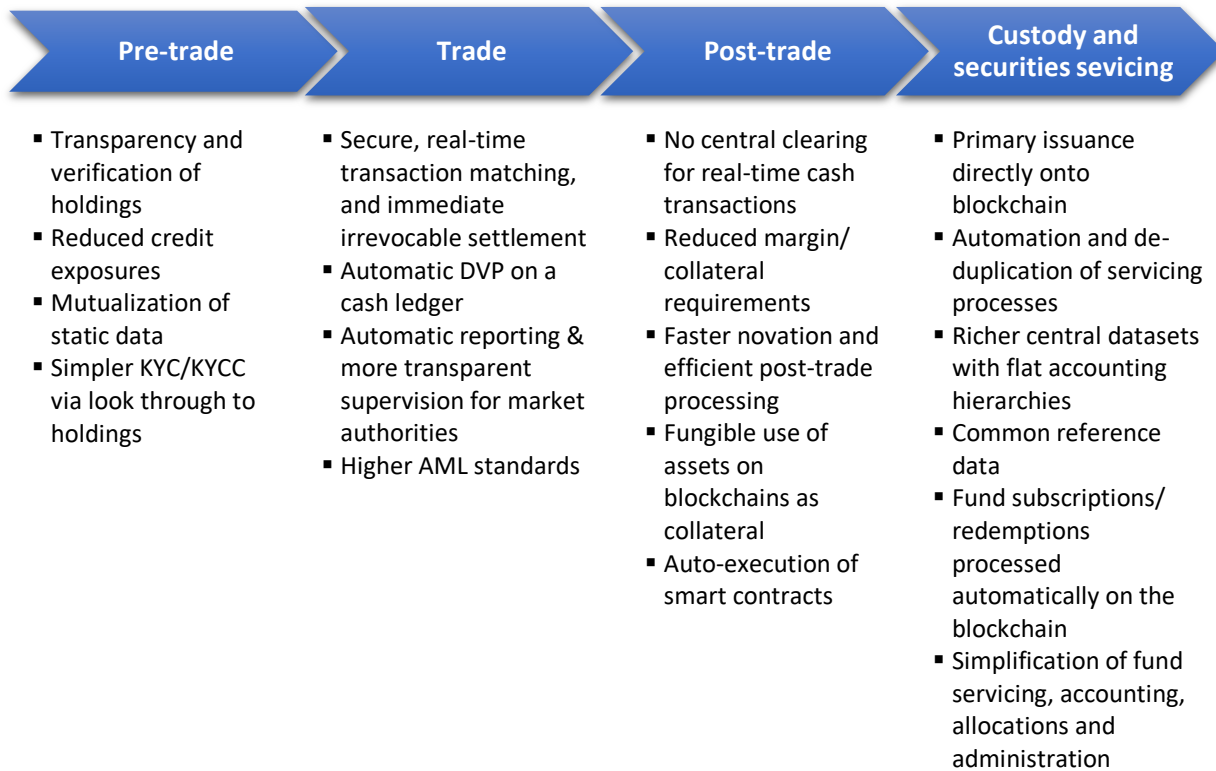 Pre-trade
Trade
Post-trade
Custody and
securities sevicing
▪ Transparency and
verification of
holdings
▪ Reduced credit
exposures
▪ Mutualization of
static data
▪ Simpler KYC/KYCC
via look through to
holdings
▪ Secure, real-time
transaction matching,
and immediate
irrevocable settlement
▪ Automatic DVP on a
cash ledger
▪ Automatic reporting &
more transparent
supervision for market
authorities
▪ Higher AML standards
▪ No central clearing
for real-time cash
transactions
▪ Reduced margin/
collateral
requirements
▪ Faster novation and
efficient post-trade
processing
▪ Fungible use of
assets on
blockchains as
collateral
▪ Auto-execution of
smart contracts
▪ Primary issuance
directly onto
blockchain
▪ Automation and de-
duplication of servicing
processes
▪ Richer central datasets
with flat accounting
hierarchies
▪ Common reference
data
▪ Fund subscriptions/
redemptions
processed
automatically on the
blockchain
▪ Simplification of fund
servicing, accounting,
allocations and
administration